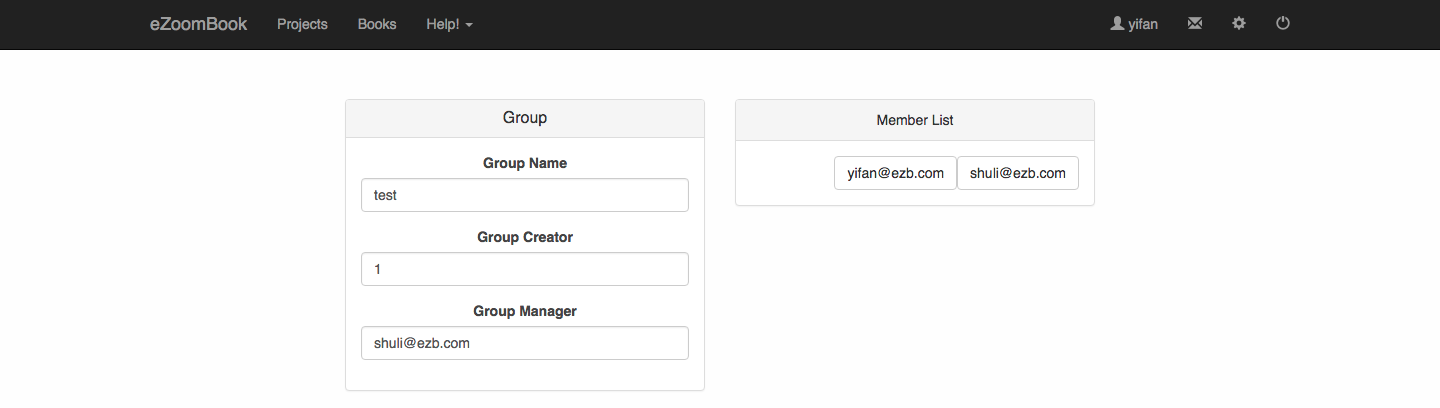 eZoomBook Projects Books Help! yifan
Group
Group Name
test
Group Creator
1
Group Manager
shuli@ezb.com
Member List
yifan@ezb.com shuli@ezb.com